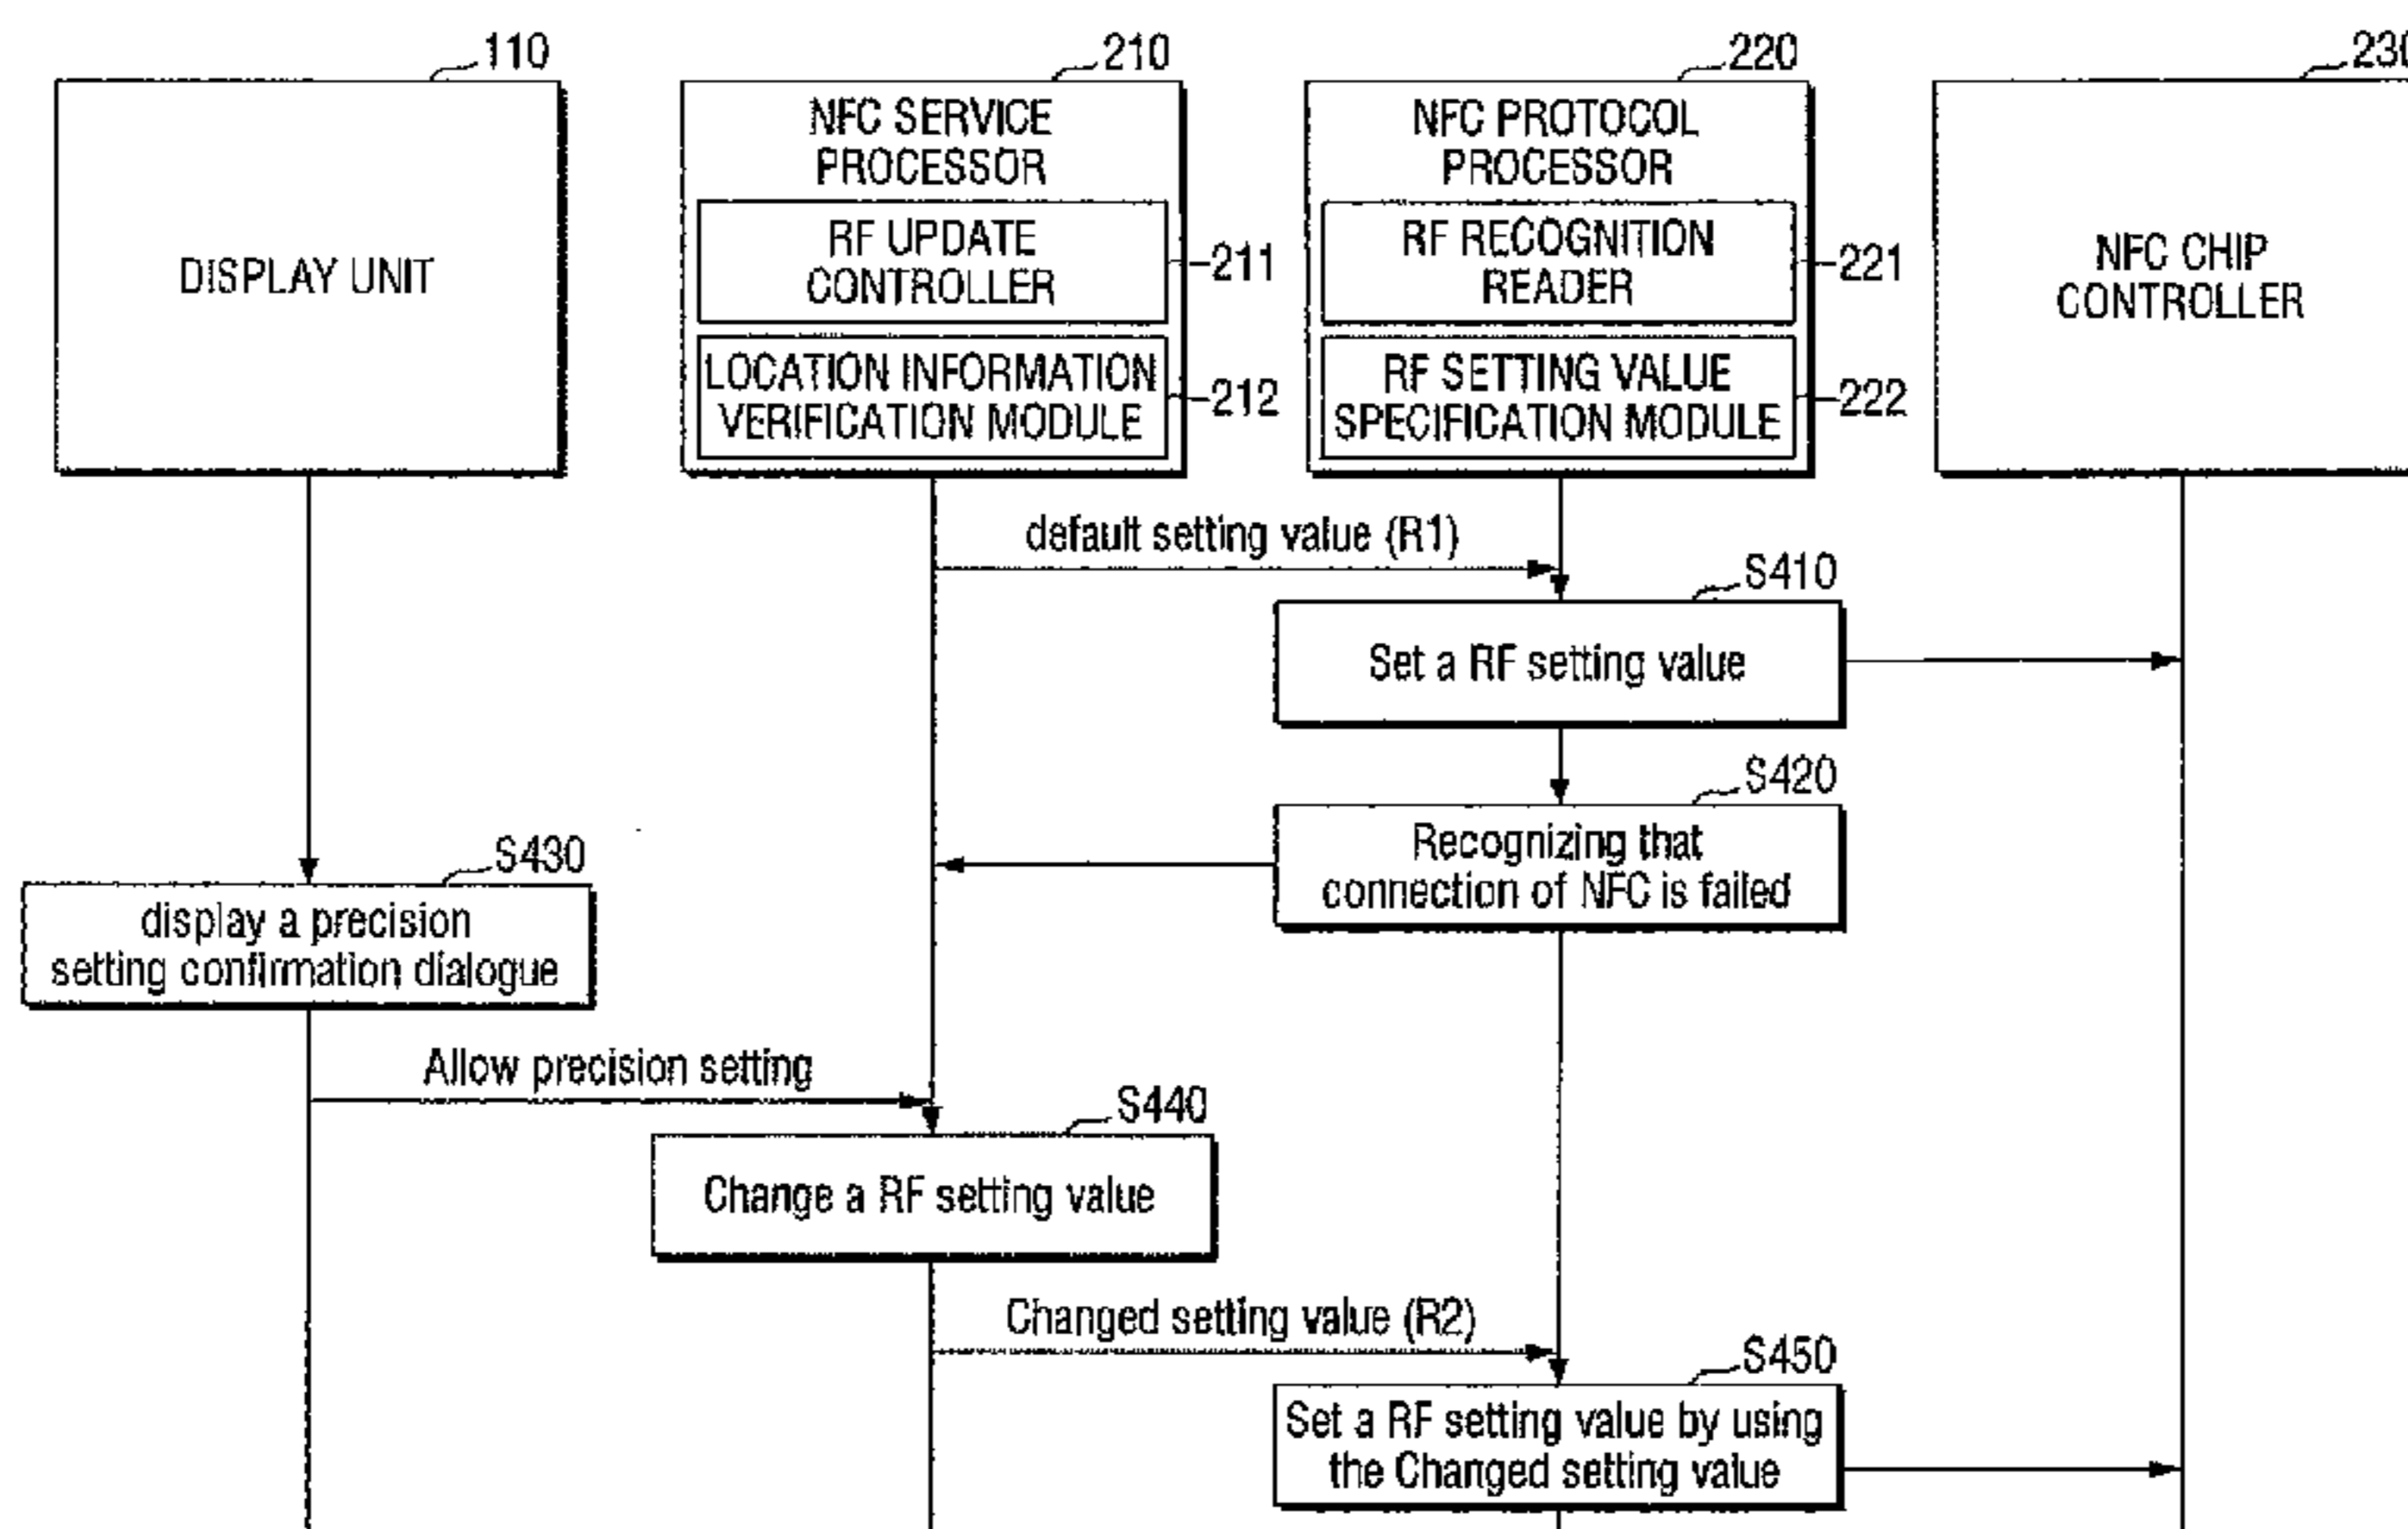 110
210
220
230
DISPLAY UNIT
NFC SERVICE
PROCESSOR
RF UPDATE
CONTROLLER
211
LOCATION INFORMATION
VERIFICATION MODULE
212
NFC PROTOCOL
PROCESSOR
RF RECOGNITION
READER
221
RF SETTING VALUE
SPECIFICATION MODULE
222
NFC CHIP
CONTROLLER
default setting value (R1)
S410
Set a RF setting value
S420
Recognizing that
connection of NFC is failed
S430
display a precision
setting confirmation dialogue
Allow precision setting
S440
Change a RF setting value
Changed setting value (R2)
S450
Set a RF setting value by using
the Changed setting value